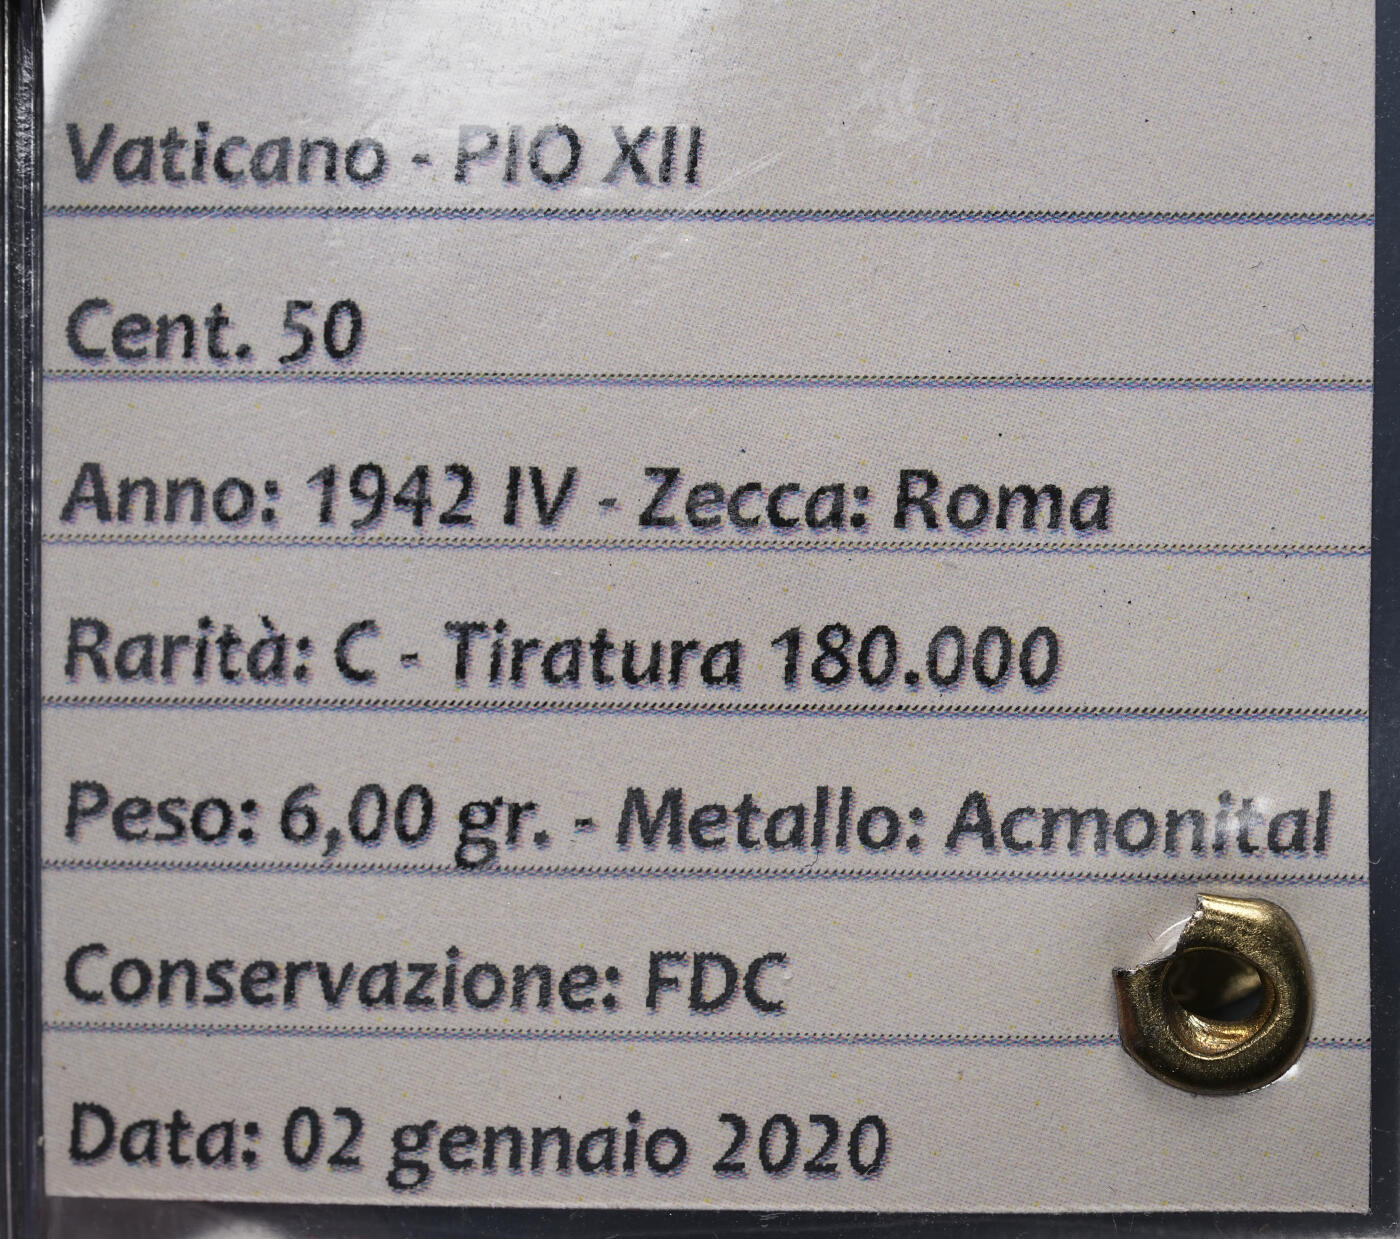 Vaticano - PIO XII
Cent. 50
Anno: 1942 IV - Zecca: Roma
Rarità: C - Tiratura 180.000
Peso: 6,00 gr. - Metallo: Acmonital
Conservazione: FDC
Data: 02 gennaio 2020